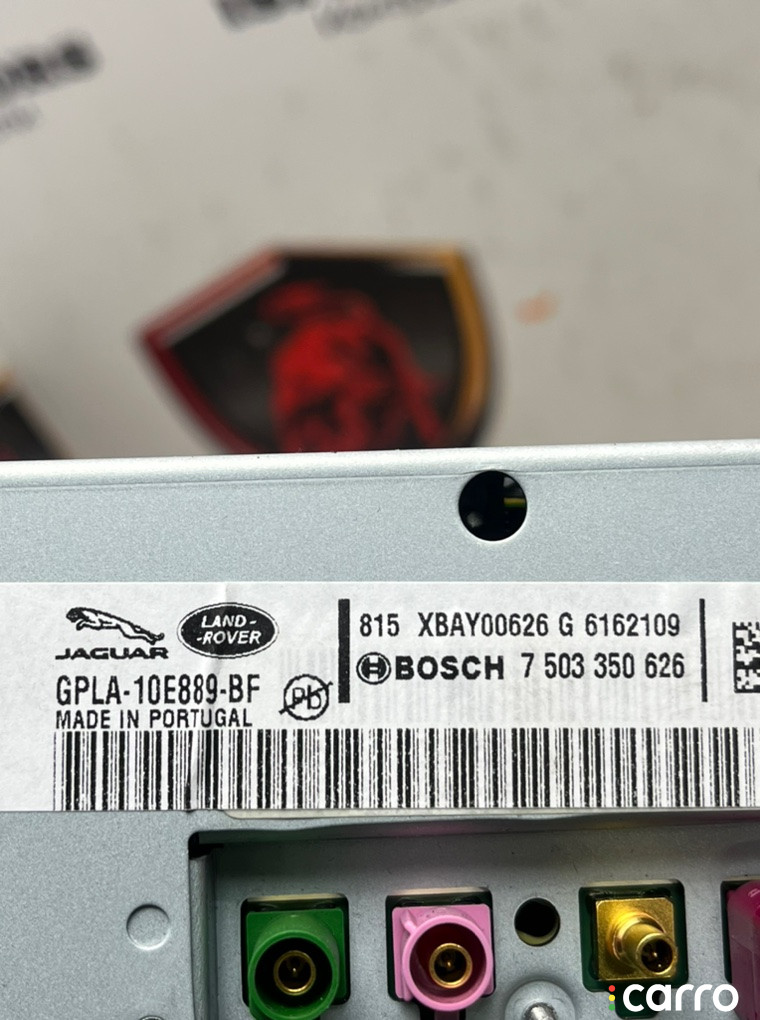 JAGUAR
LAND-
-ROVER
GPLA-10E889-BF
Pb
MADE IN PORTUGAL
815 XBAY00626 G 6162109
BOSCH 7 503 350 626
carro